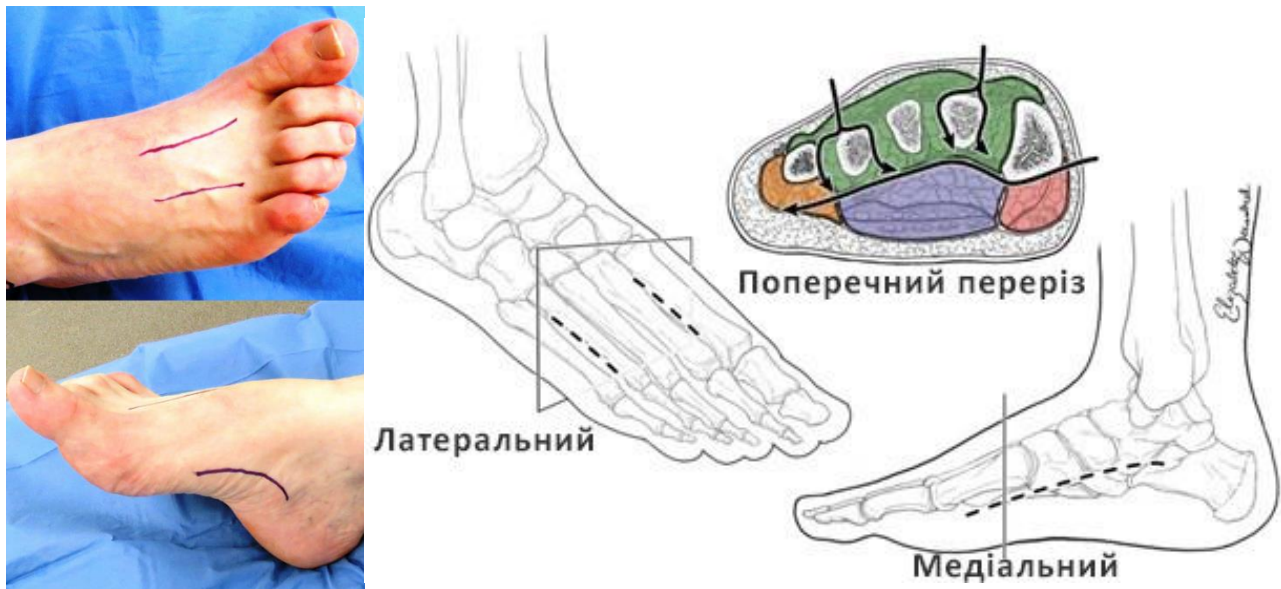 Поперечний переріз
Латеральний
Медіальний